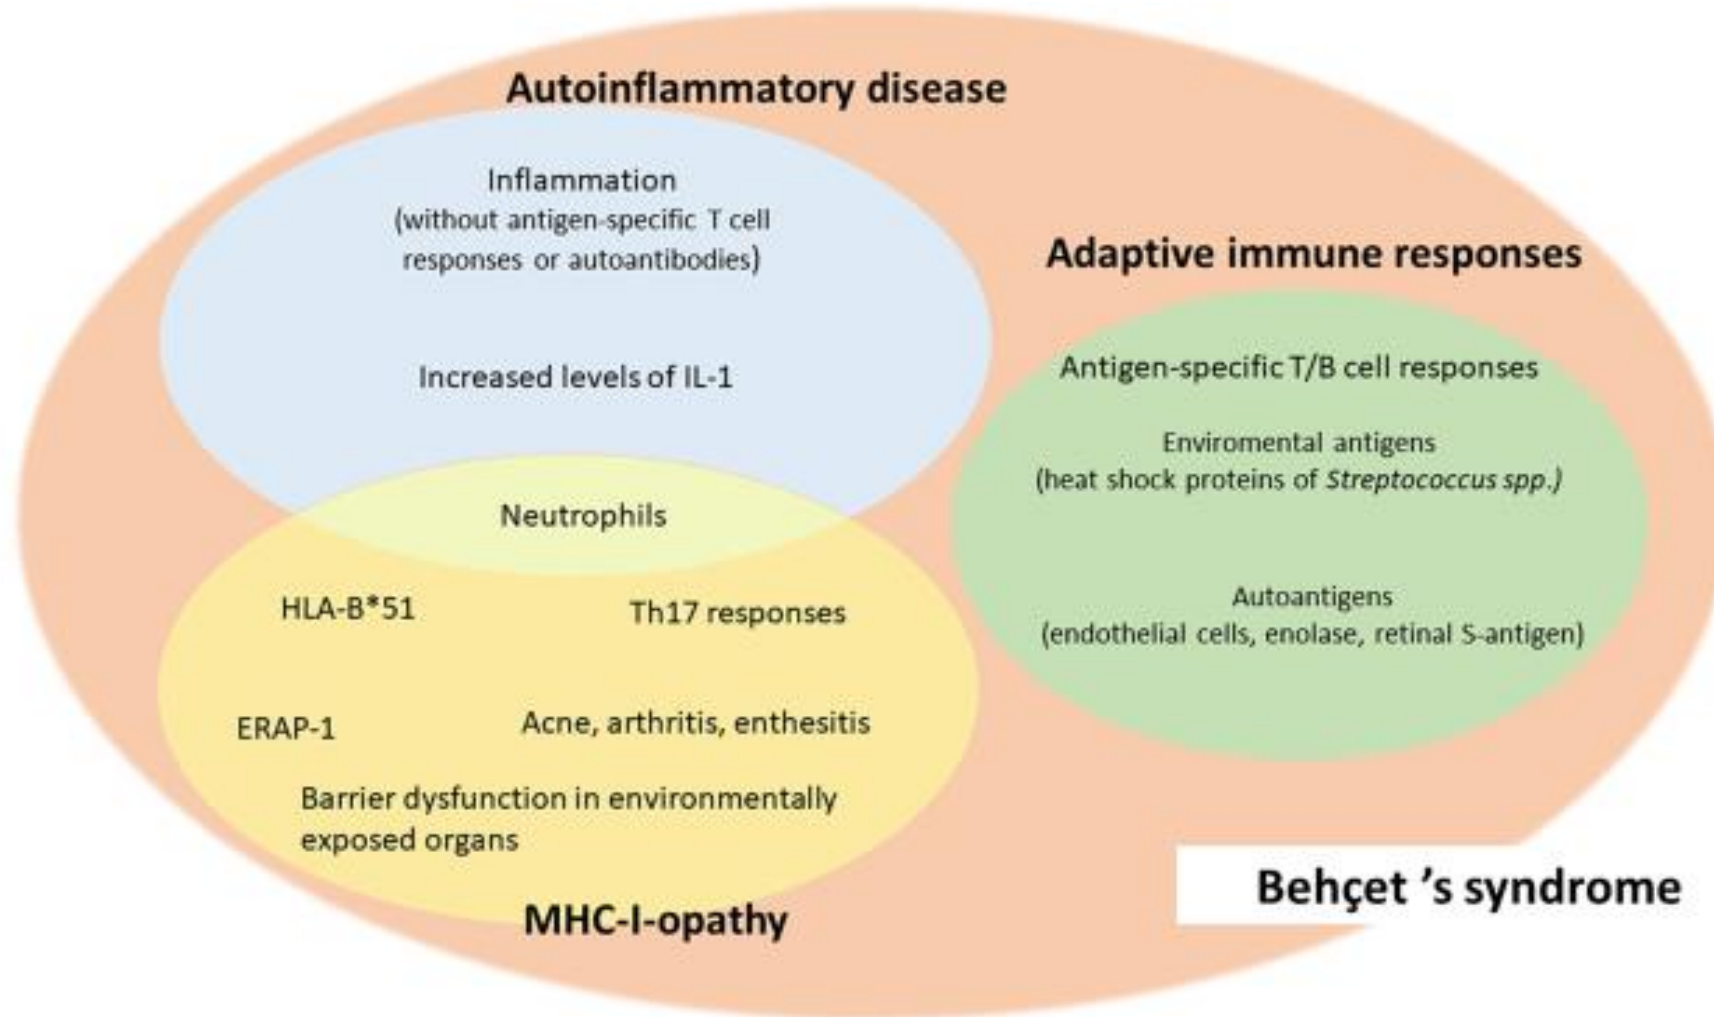 Autoinflammatory disease
Inflammation
(without antigen-specific T cell
responses or autoantibodies)
Increased levels of IL-1
Neutrophils
HLA-B*51
Th17 responses
ERAP-1
Acne, arthritis, enthesitis
Barrier dysfunction in environmentally
exposed organs
MHC-I-opathy
Adaptive immune responses
Antigen-specific T/B cell responses
Enviromental antigens
(heat shock proteins of Streptococcus spp.)
Autoantigens
(endothelial cells, enolase, retinal S-antigen)
Behçet ’s syndrome